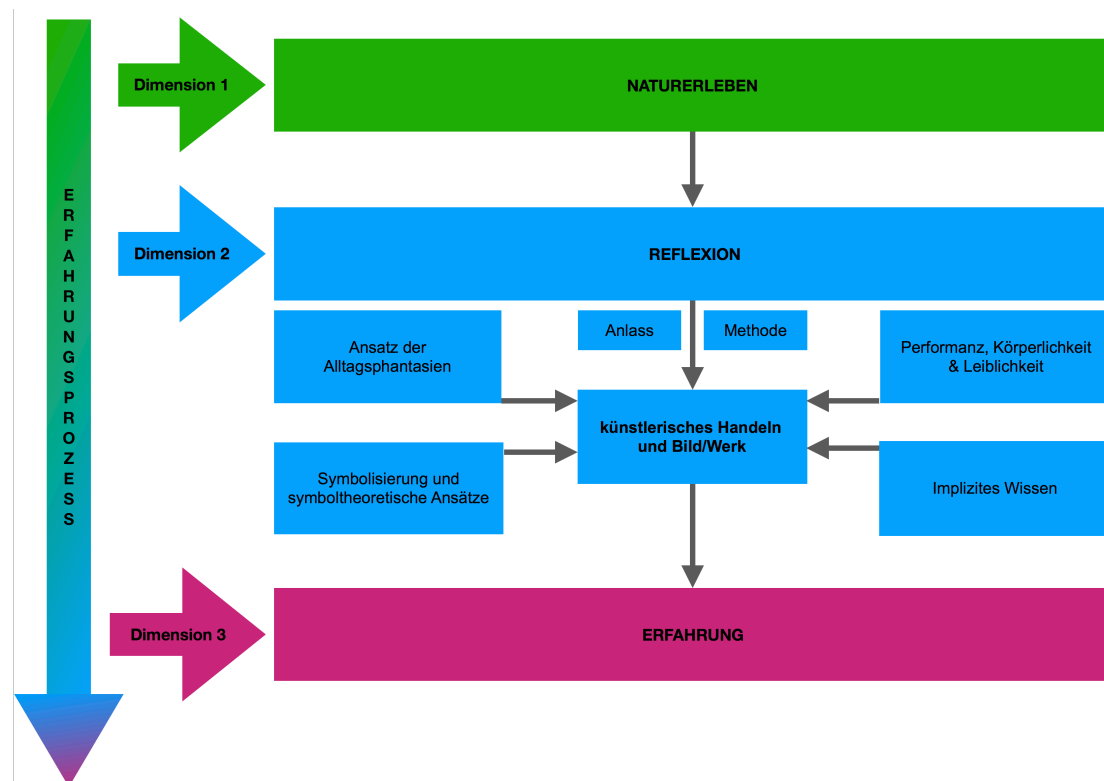 ERFAHRUNGSPROZESS
Dimension 1
NATURERLEBEN
Dimension 2
REFLEXION
Anlass
Methode
Ansatz der
Alltagsphantasien
Performanz, Körperlichkeit
& Leiblichkeit
künstlerisches Handeln
und Bild/Werk
Symbolisierung und
symboltheoretische Ansätze
Implizites Wissen
Dimension 3
ERFAHRUNG